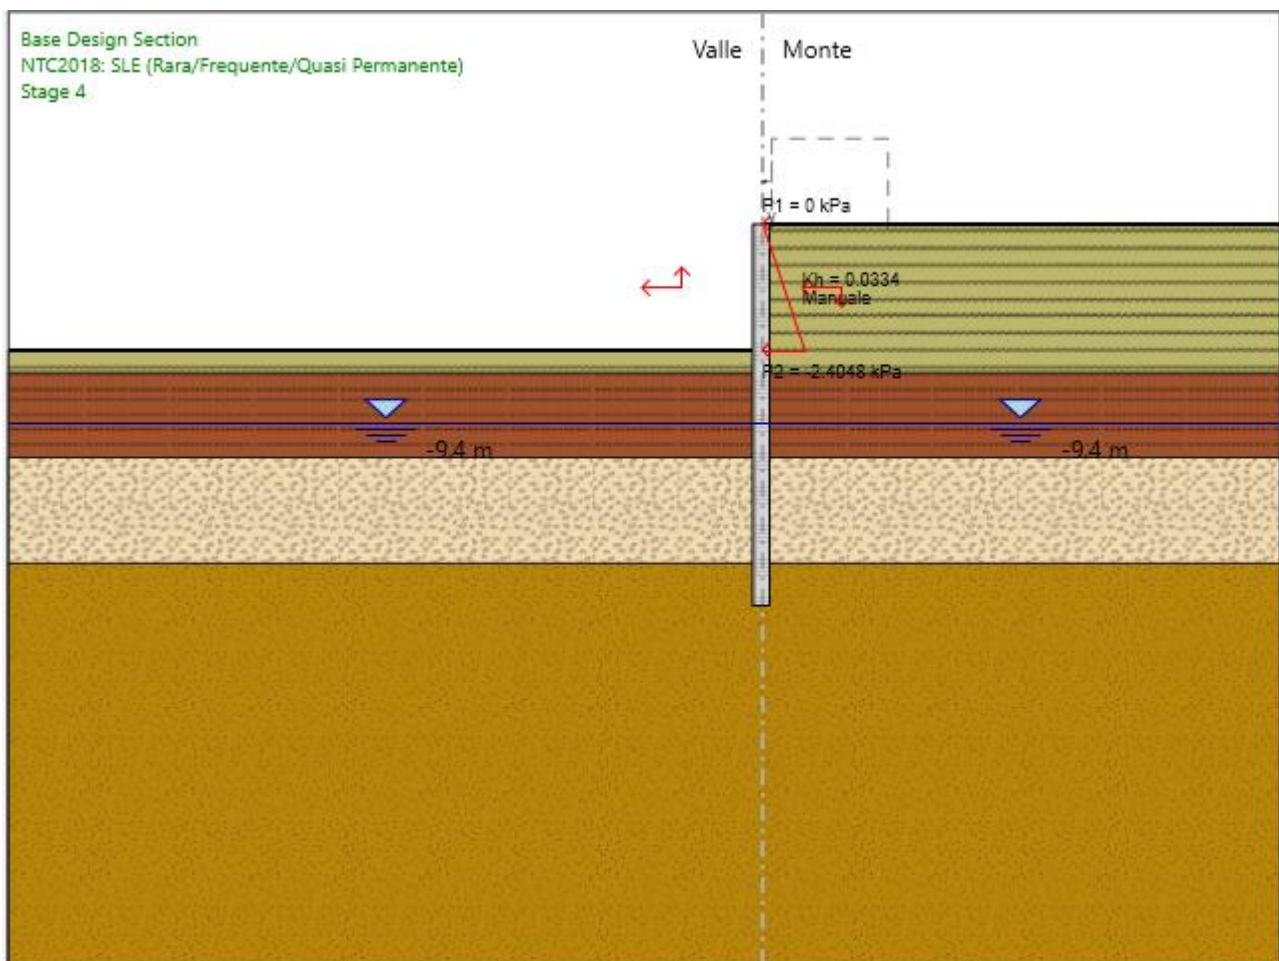 Base Design Section
NTC2018: SLE (Rara/Frequente/Quasi Permanente)
Stage 4
Valle
Monte
P1 = 0 kPa
Kh = 0.0334
Manuale
P2 = -2.4048 kPa
-9.4 m
-9.4 m